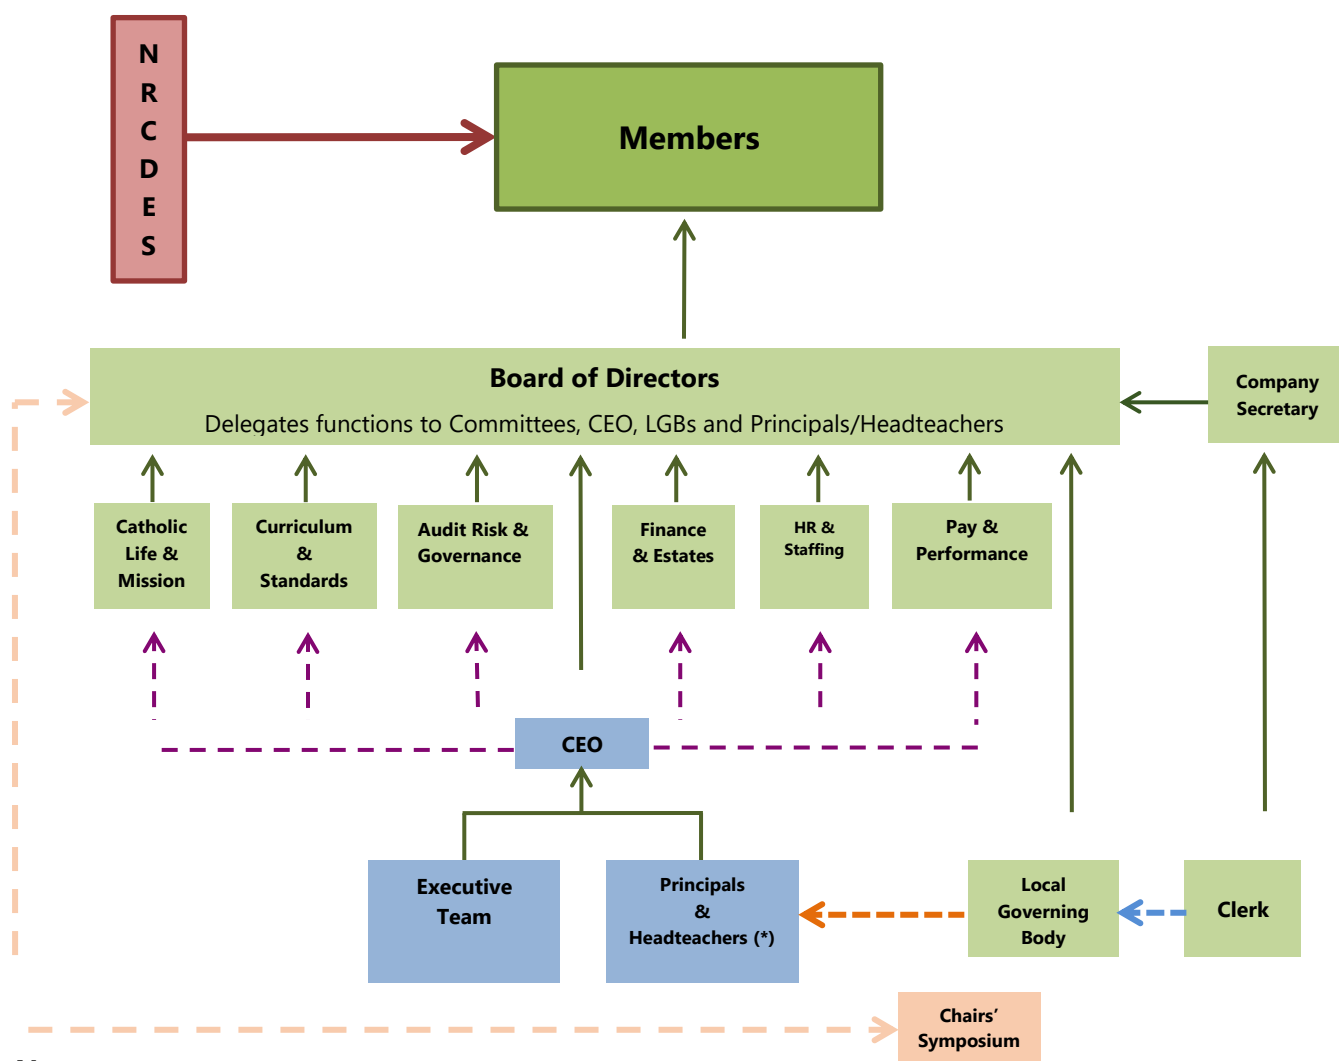 N
R
C
D
E
S
Members
Board of Directors
Delegates functions to Committees, CEO, LGBs and Principals/Headteachers
Company
Secretary
Catholic
Life &
Mission
Curriculum
&
Standards
Audit Risk &
Governance
Finance
& Estates
HR &
Staffing
Pay &
Performance
CEO
Executive
Team
Principals
&
Headteachers (*)
Local
Governing
Body
Clerk
Chairs’
Symposium